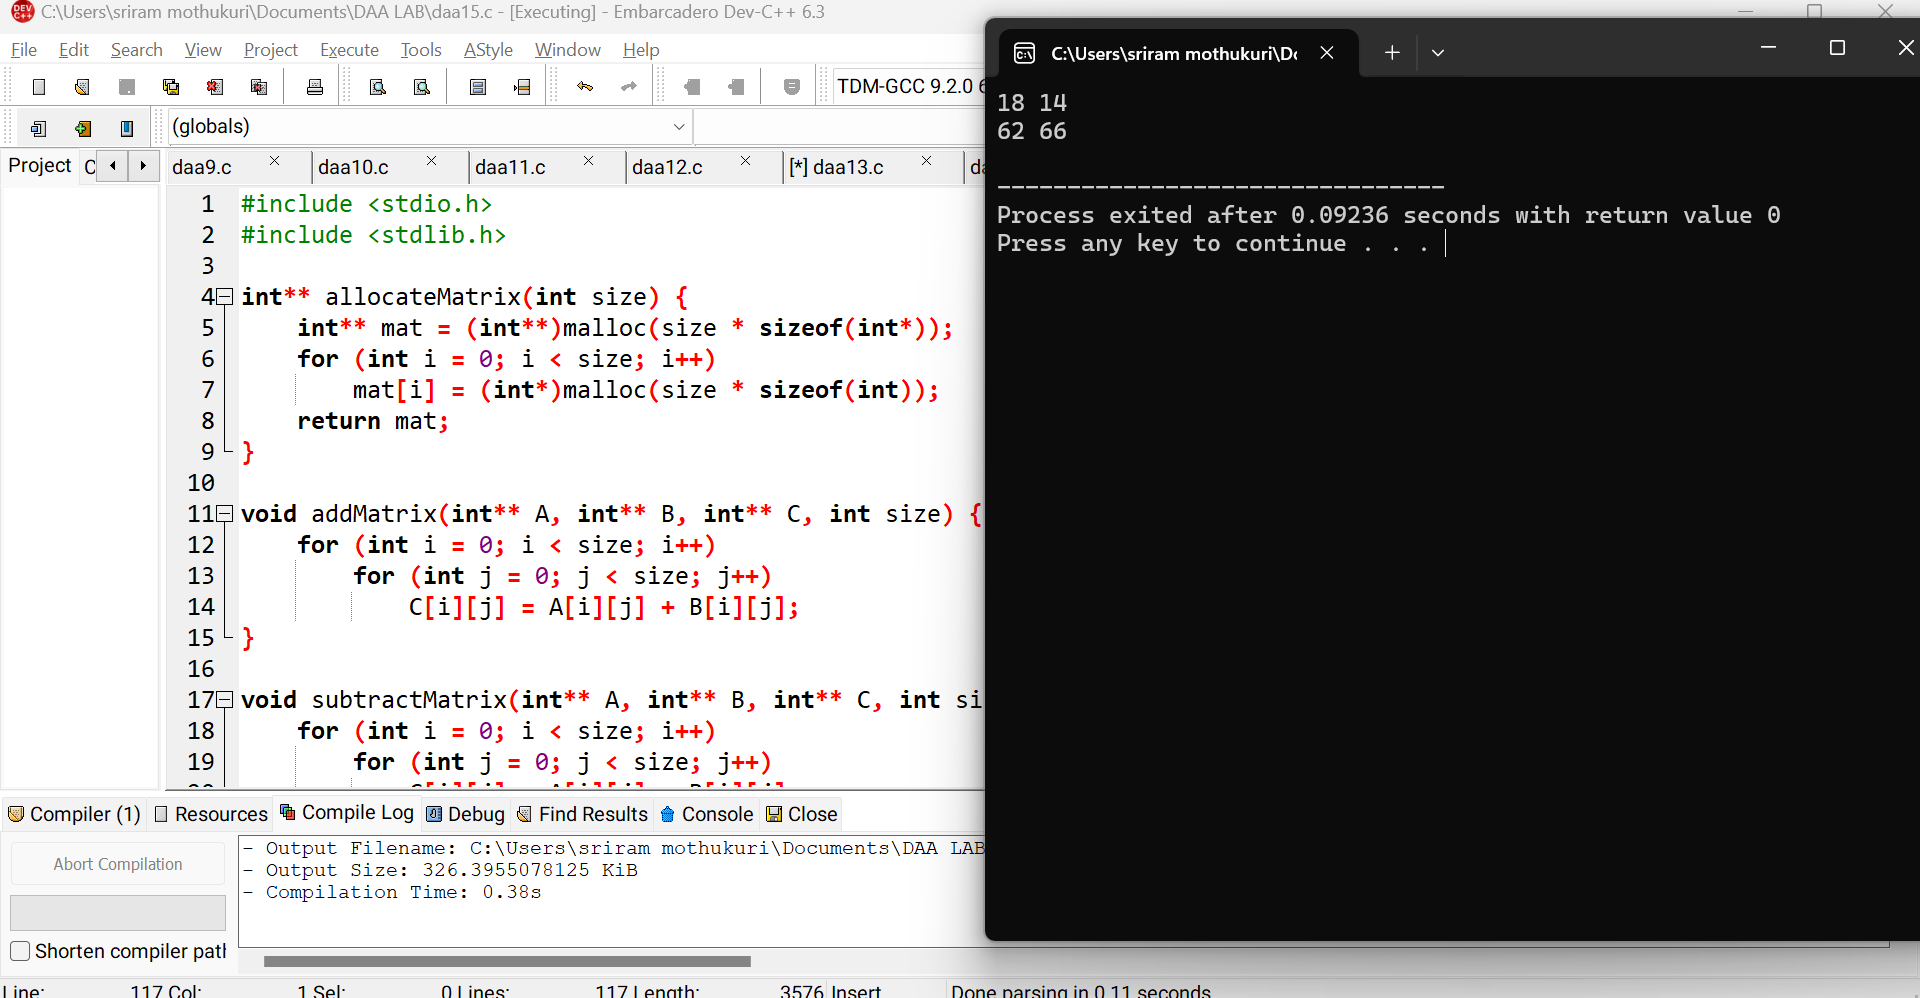 C:\Users\sriram mothukuri\Documents\DAA LAB\daa15.c - [Executing] - Embarcadero Dev-C++ 6.3
File Edit Search View Project Execute Tools AStyle Window Help
TDM-GCC 9.2.0
(globals)
Project
daa9.c daa10.c daa11.c daa12.c [*] daa13.c
1 #include <stdio.h>
2 #include <stdlib.h>
3
4 int** allocateMatrix(int size) {
5 int** mat = (int**)malloc(size * sizeof(int*));
6 for (int i = 0; i < size; i++)
7 mat[i] = (int*)malloc(size * sizeof(int));
8 return mat;
9 }
10
11 void addMatrix(int** A, int** B, int** C, int size) {
12 for (int i = 0; i < size; i++)
13 for (int j = 0; j < size; j++)
14 C[i][j] = A[i][j] + B[i][j];
15 }
16
17 void subtractMatrix(int** A, int** B, int** C, int si
18 for (int i = 0; i < size; i++)
19 for (int j = 0; j < size; j++)
Compiler (1) Resources Compile Log Debug Find Results Console Close
Abort Compilation
Shorten compiler path
- Output Filename: C:\Users\sriram mothukuri\Documents\DAA LAB
- Output Size: 326.3955078125 KiB
- Compilation Time: 0.38s
Line: 117 Col: 1 Sel: 0 Lines: 117 Length: 3576 Insert Done parsing in 0.11 seconds
C:\Users\sriram mothukuri\Do
18 14
62 66
--------------------------------
Process exited after 0.09236 seconds with return value 0
Press any key to continue . . .